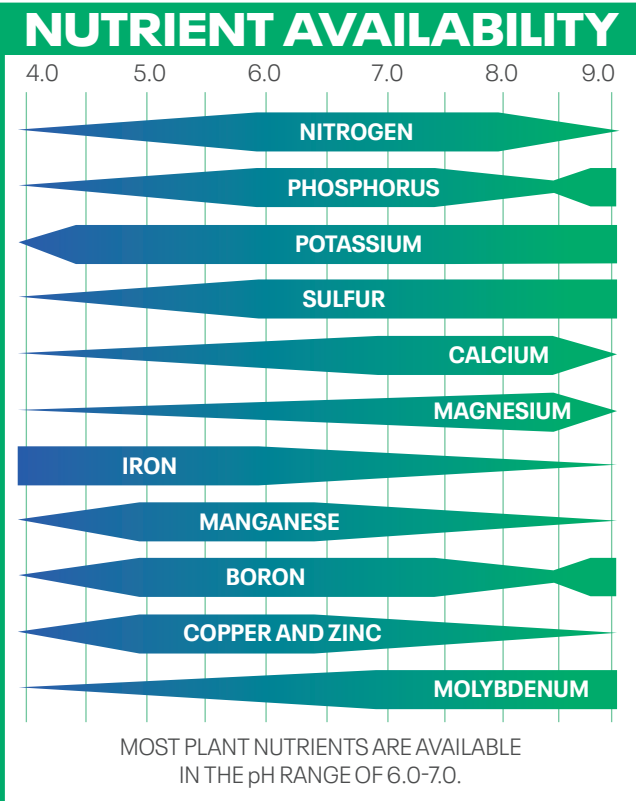 NUTRIENT AVAILABILITY
4.0 5.0 6.0 7.0 8.0 9.0
NITROGEN
PHOSPHORUS
POTASSIUM
SULFUR
CALCIUM
MAGNESIUM
IRON
MANGANESE
BORON
COPPER AND ZINC
MOLYBDENUM
MOST PLANT NUTRIENTS ARE AVAILABLE
IN THE pH RANGE OF 6.0-7.0.